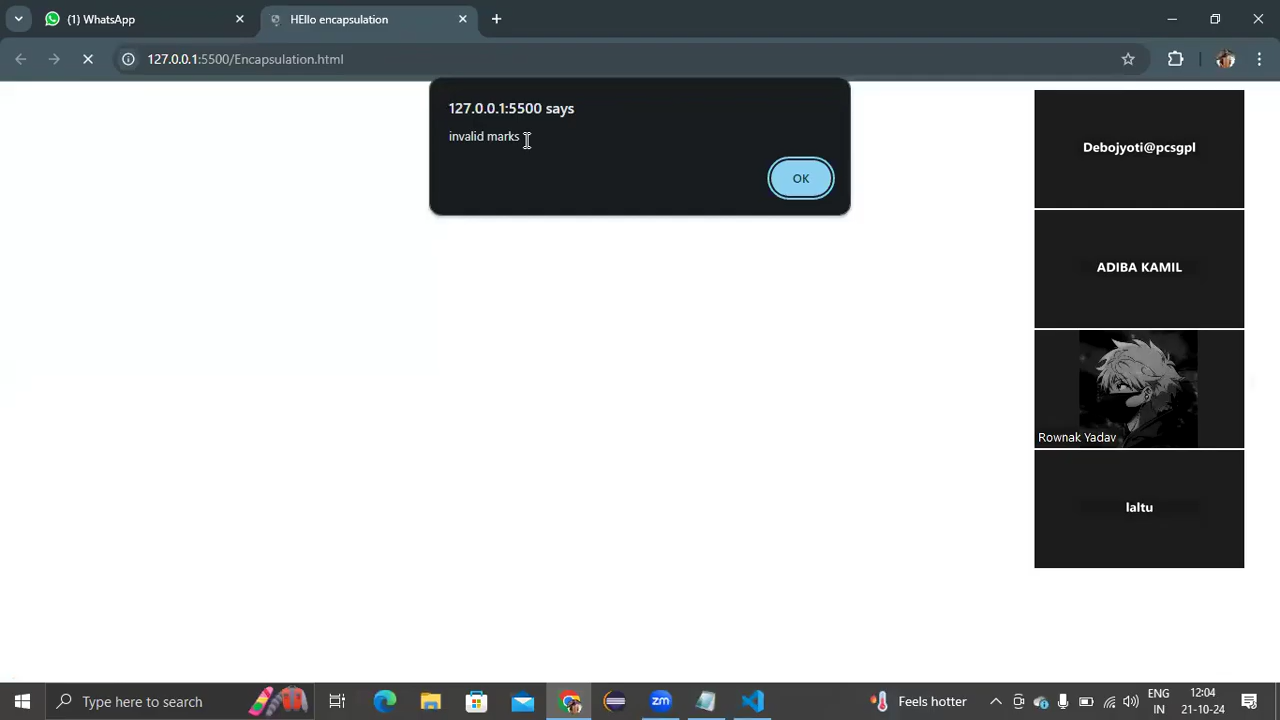 (1) WhatsApp
HEllo encapsulation
127.0.0.1:5500/Encapsulation.html
127.0.0.1:5500 says
invalid marks
OK
Debojyoti@pcsgpl
ADIBA KAMIL
Rownak Yadav
laltu
Type here to search
zm
Feels hotter
ENG
IN
12:04
21-10-24